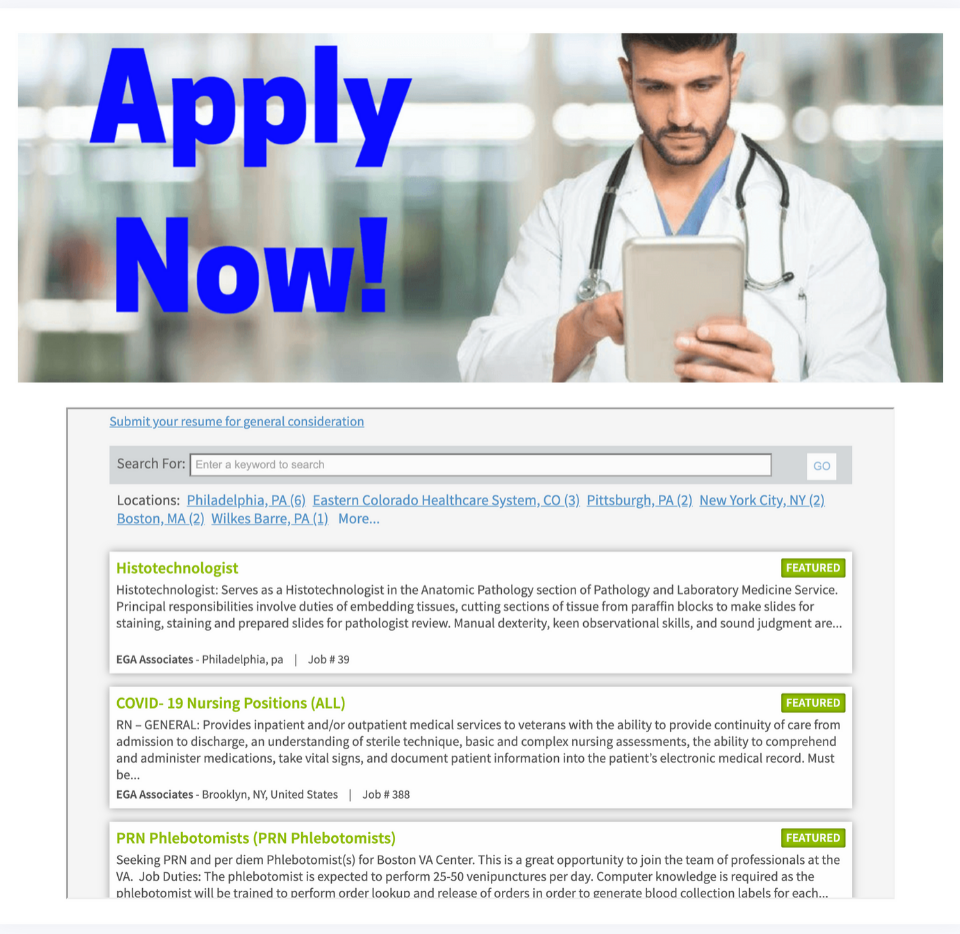 Apply
Now!
Submit your resume for general consideration
Search For: Enter a keyword to search GO
Locations: Philadelphia, PA (6) Eastern Colorado Healthcare System, CO (3) Pittsburgh, PA (2) New York City, NY (2)
Boston, MA (2) Wilkes Barre, PA (1) More...
Histotechnologist FEATURED
Histotechnologist: Serves as a Histotechnologist in the Anatomic Pathology section of Pathology and Laboratory Medicine Service.
Principal responsibilities involve duties of embedding tissues, cutting sections of tissue from paraffin blocks to make slides for
staining, staining and prepared slides for pathologist review. Manual dexterity, keen observational skills, and sound judgment are...
EGA Associates - Philadelphia, pa | Job # 39
COVID- 19 Nursing Positions (ALL) FEATURED
RN – GENERAL: Provides inpatient and/or outpatient medical services to veterans with the ability to provide continuity of care from
admission to discharge, an understanding of sterile technique, basic and complex nursing assessments, the ability to comprehend
and administer medications, take vital signs, and document patient information into the patient’s electronic medical record. Must
be...
EGA Associates - Brooklyn, NY, United States | Job # 388
PRN Phlebotomists (PRN Phlebotomists) FEATURED
Seeking PRN and per diem Phlebotomist(s) for Boston VA Center. This is a great opportunity to join the team of professionals at the
VA. Job Duties: The phlebotomist is expected to perform 25-50 venipunctures per day. Computer knowledge is required as the
phlebotomist will be trained to perform order lookup and release of orders in order to generate blood collection labels for each...